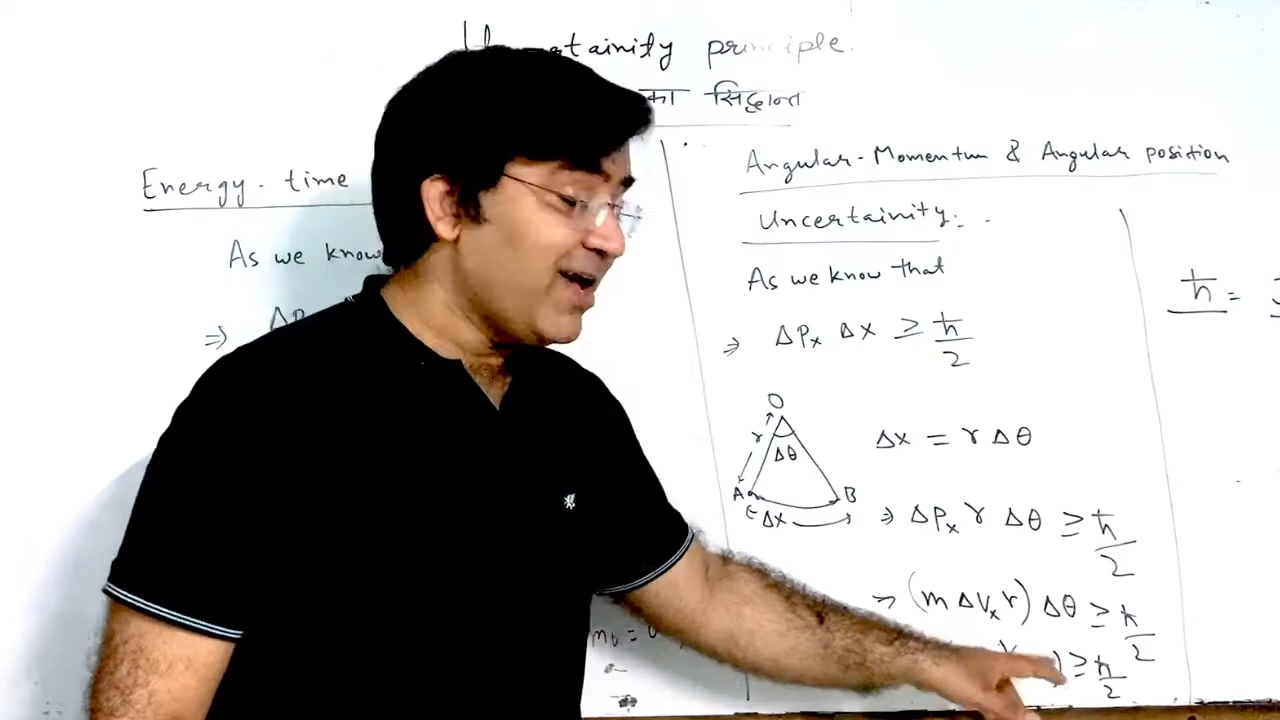 principle.
का सिद्धान्त
Energy - time
As we know
⇒
Angular-Momentum & Angular position
Uncertainity:-
As we know that
⇒ ΔPₓ Δx ≥ ħ/2
O
r
Δθ
A B
Δx
Δx = r Δθ
⇒ ΔPₓ r Δθ ≥ ħ/2
⇒ (m ΔVₓ r) Δθ ≥ ħ/2
) ≥ ħ/2
ħ =